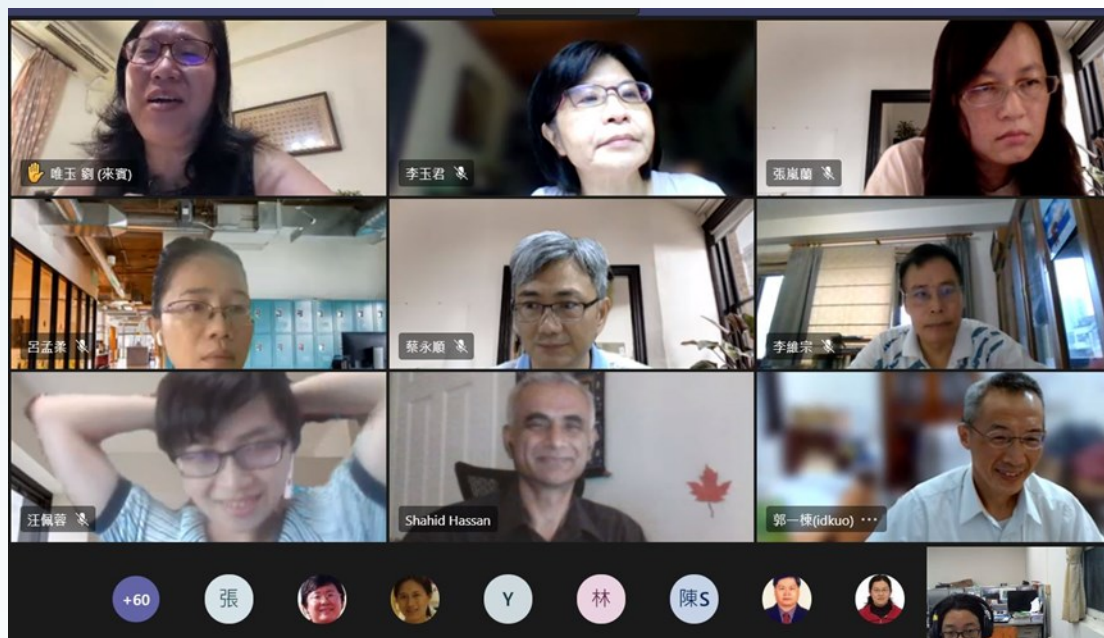 唯玉 劉 (來賓)
李玉君
張嵐蘭
呂孟柔
蔡永順
李維宗
汪佩蓉
Shahid Hassan
郭一棟(idkuo) ···
+60
張
Y
林
陳S